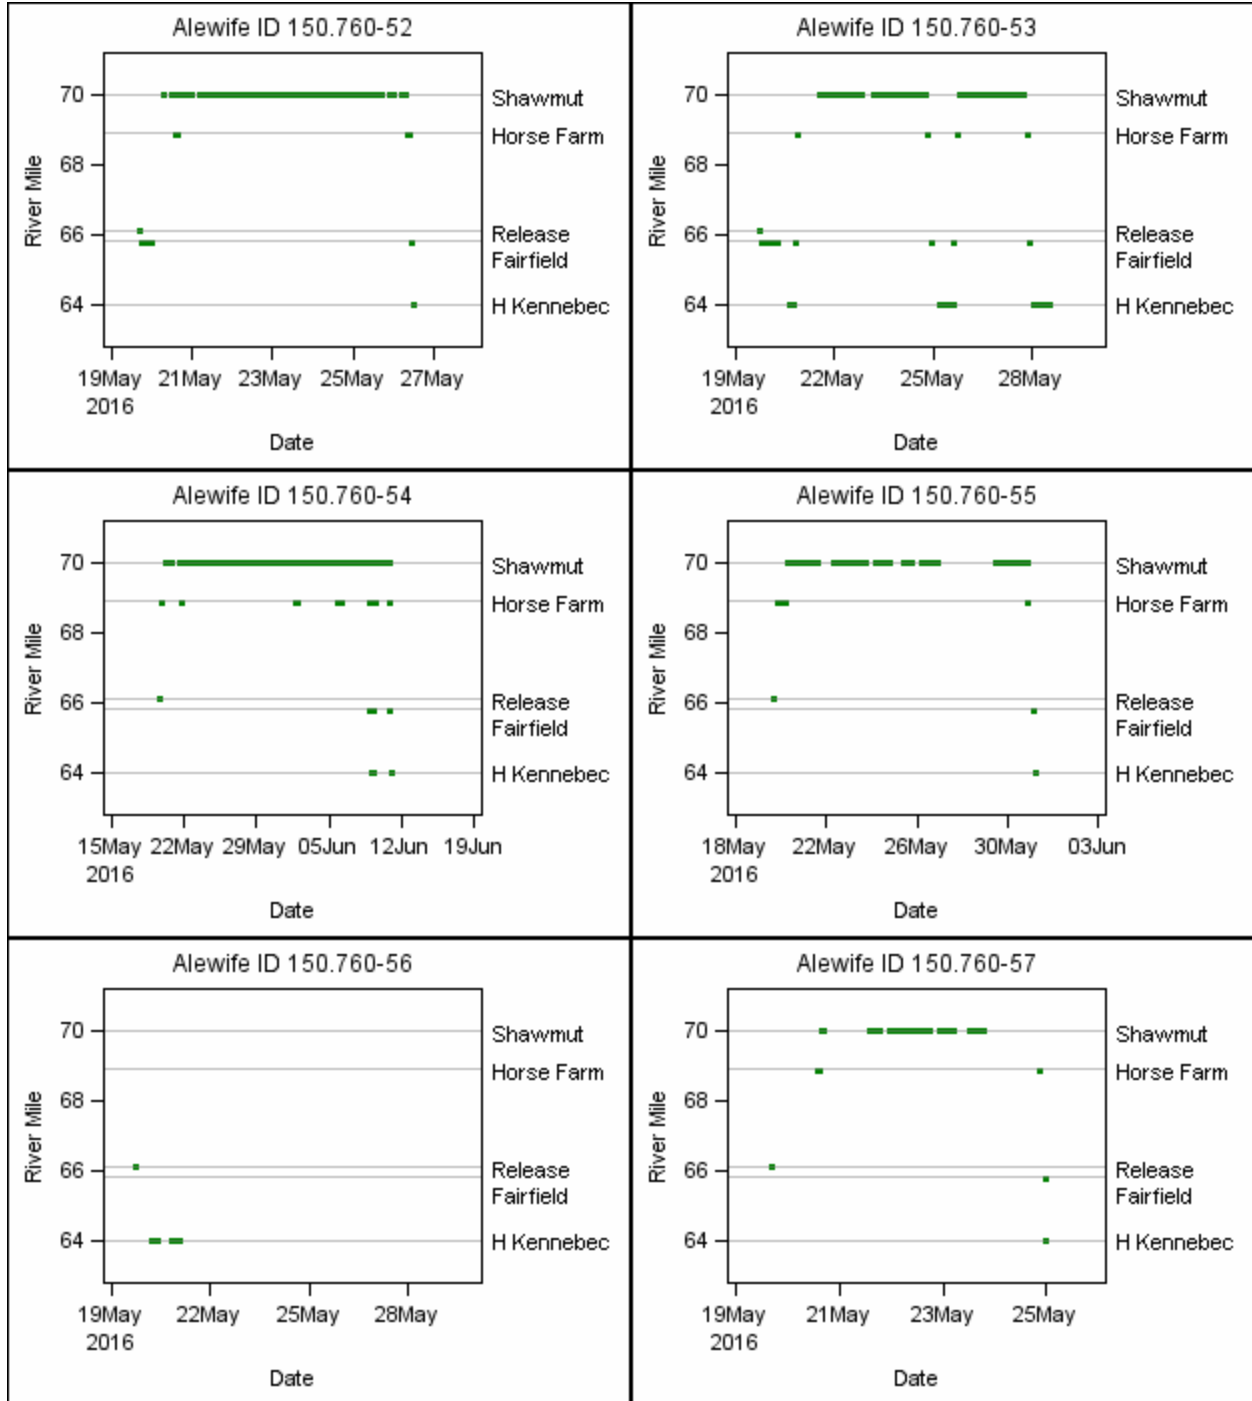 Alewife ID 150.760-52
70
68
66
64
River Mile
Shawmut
Horse Farm
Release
Fairfield
H Kennebec
19May 21May 23May 25May 27May
2016
Date
Alewife ID 150.760-53
70
68
66
64
River Mile
Shawmut
Horse Farm
Release
Fairfield
H Kennebec
19May 22May 25May 28May
2016
Date
Alewife ID 150.760-54
70
68
66
64
River Mile
Shawmut
Horse Farm
Release
Fairfield
H Kennebec
15May 22May 29May 05Jun 12Jun 19Jun
2016
Date
Alewife ID 150.760-55
70
68
66
64
River Mile
Shawmut
Horse Farm
Release
Fairfield
H Kennebec
18May 22May 26May 30May 03Jun
2016
Date
Alewife ID 150.760-56
70
68
66
64
River Mile
Shawmut
Horse Farm
Release
Fairfield
H Kennebec
19May 22May 25May 28May
2016
Date
Alewife ID 150.760-57
70
68
66
64
River Mile
Shawmut
Horse Farm
Release
Fairfield
H Kennebec
19May 21May 23May 25May
2016
Date